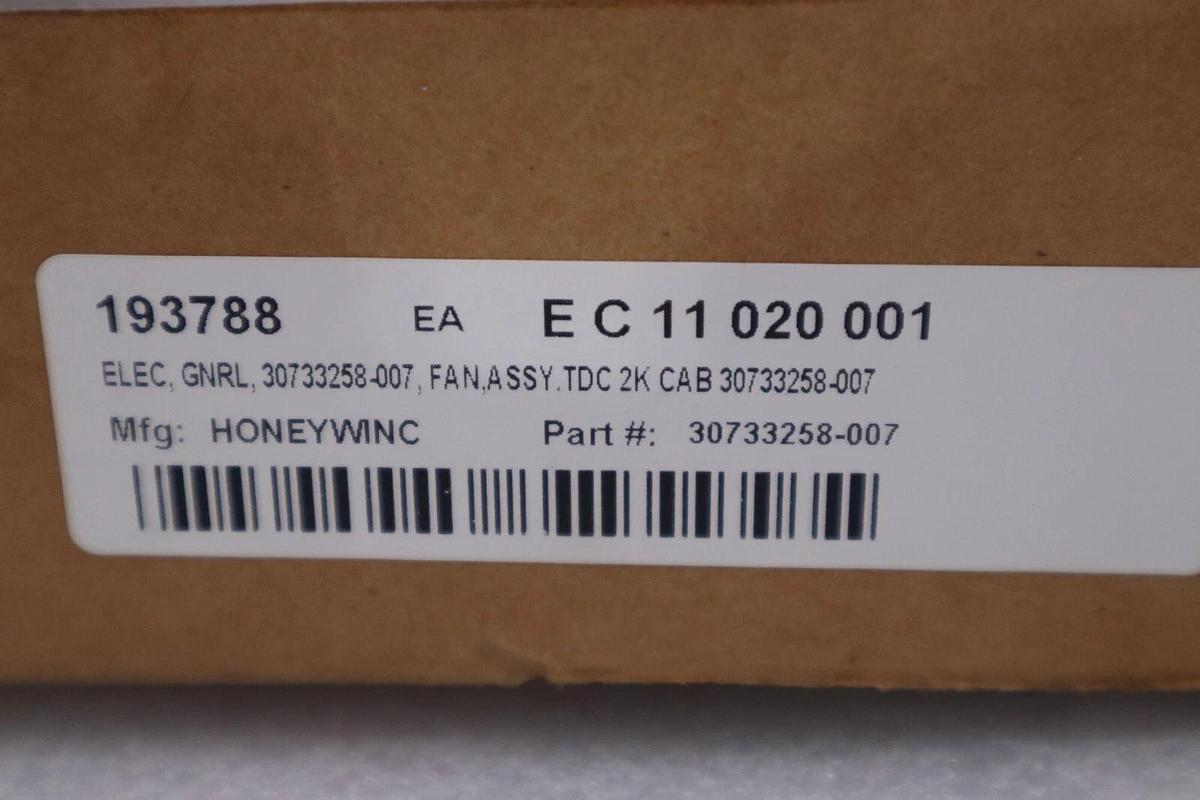 193788 EA E C 11 020 001
ELEC, GNRL, 30733258-007, FAN,ASSY.TDC 2K CAB 30733258-007
Mfg: HONEYWINC Part #: 30733258-007